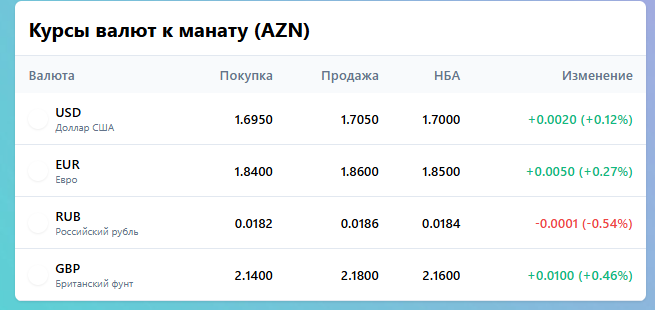 Курсы валют к манату (AZN)
Валюта Покупка Продажа НБА Изменение
USD
Доллар США
1.6950 1.7050 1.7000 +0.0020 (+0.12%)
EUR
Евро
1.8400 1.8600 1.8500 +0.0050 (+0.27%)
RUB
Российский рубль
0.0182 0.0186 0.0184 -0.0001 (-0.54%)
GBP
Британский фунт
2.1400 2.1800 2.1600 +0.0100 (+0.46%)